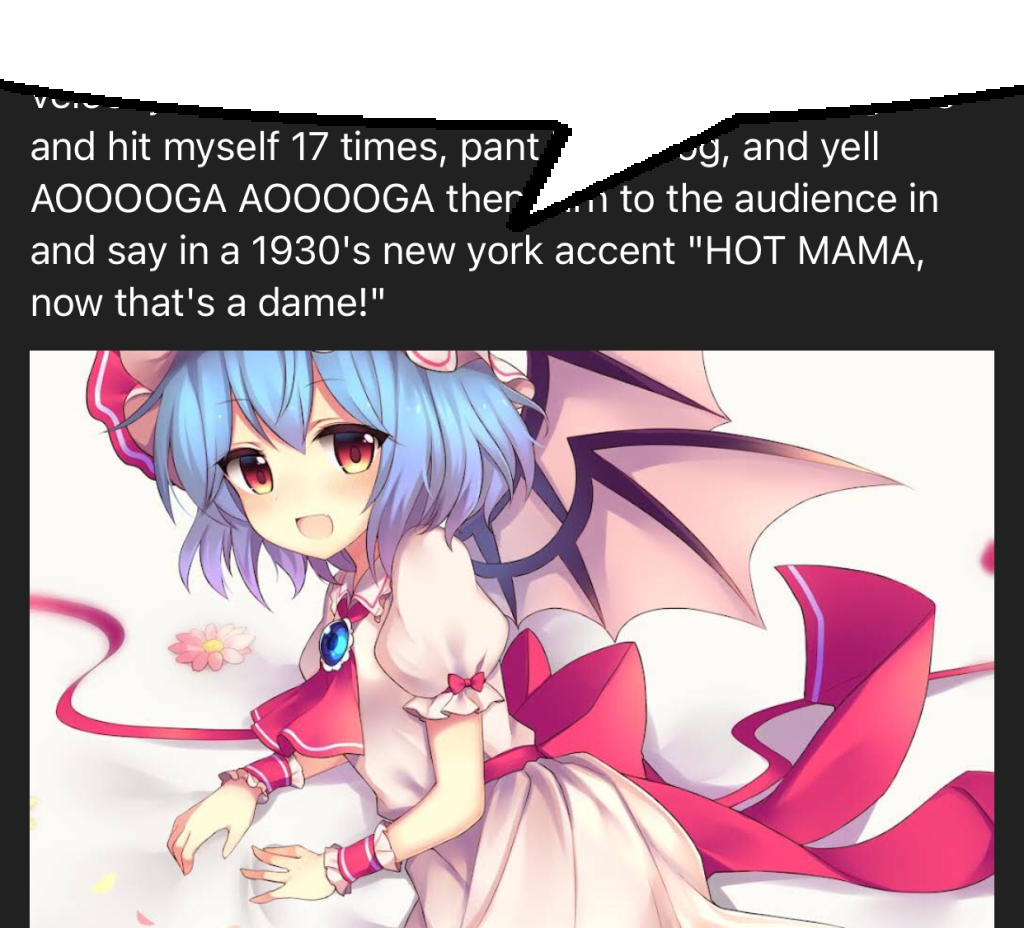 and hit myself 17 times, pant and yell
AOOOOGA AOOOOGA to the audience in
and say in a 1930's new york accent "HOT MAMA,
now that's a dame!"